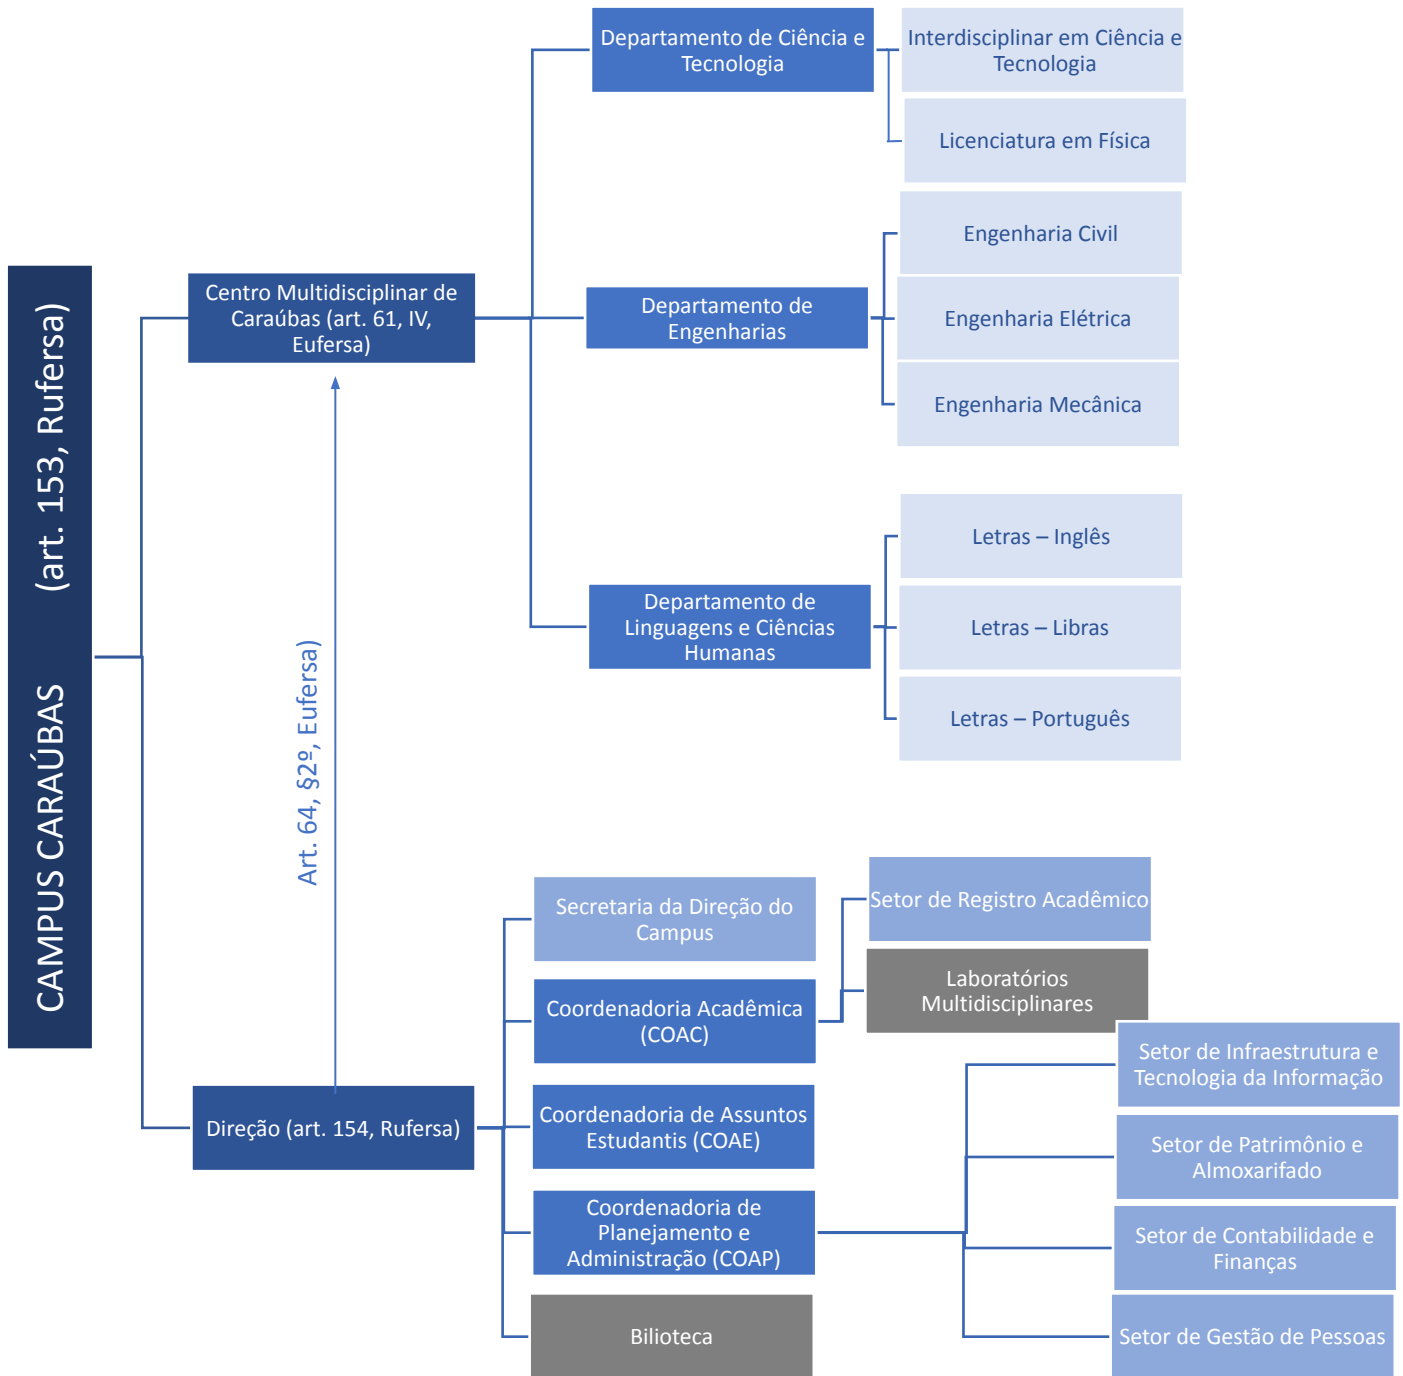 CAMPUS CARAÚBAS (art. 153, Rufersa)
Centro Multidisciplinar de
Caraúbas (art. 61, IV,
Eufersa)
Departamento de Ciência e
Tecnologia
Interdisciplinar em Ciência e
Tecnologia
Licenciatura em Física
Departamento de
Engenharias
Engenharia Civil
Engenharia Elétrica
Engenharia Mecânica
Departamento de
Linguagens e Ciências
Humanas
Letras – Inglês
Letras – Libras
Letras – Português
Art. 64, §2º, Eufersa)
Direção (art. 154, Rufersa)
Secretaria da Direção do
Campus
Coordenadoria Acadêmica
(COAC)
Setor de Registro Acadêmico
Laboratórios
Multidisciplinares
Coordenadoria de Assuntos
Estudantis (COAE)
Coordenadoria de
Planejamento e
Administração (COAP)
Setor de Infraestrutura e
Tecnologia da Informação
Setor de Patrimônio e
Almoxarifado
Setor de Contabilidade e
Finanças
Setor de Gestão de Pessoas
Bilioteca